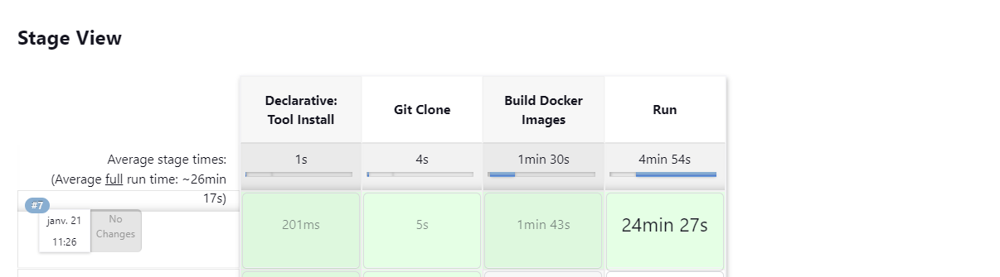 Stage View
Declarative:
Tool Install
Git Clone
Build Docker
Images
Run
Average stage times:
(Average full run time: ~26min
17s)
1s
4s
1min 30s
4min 54s
#7
janv. 21
11:26
No
Changes
201ms
5s
1min 43s
24min 27s